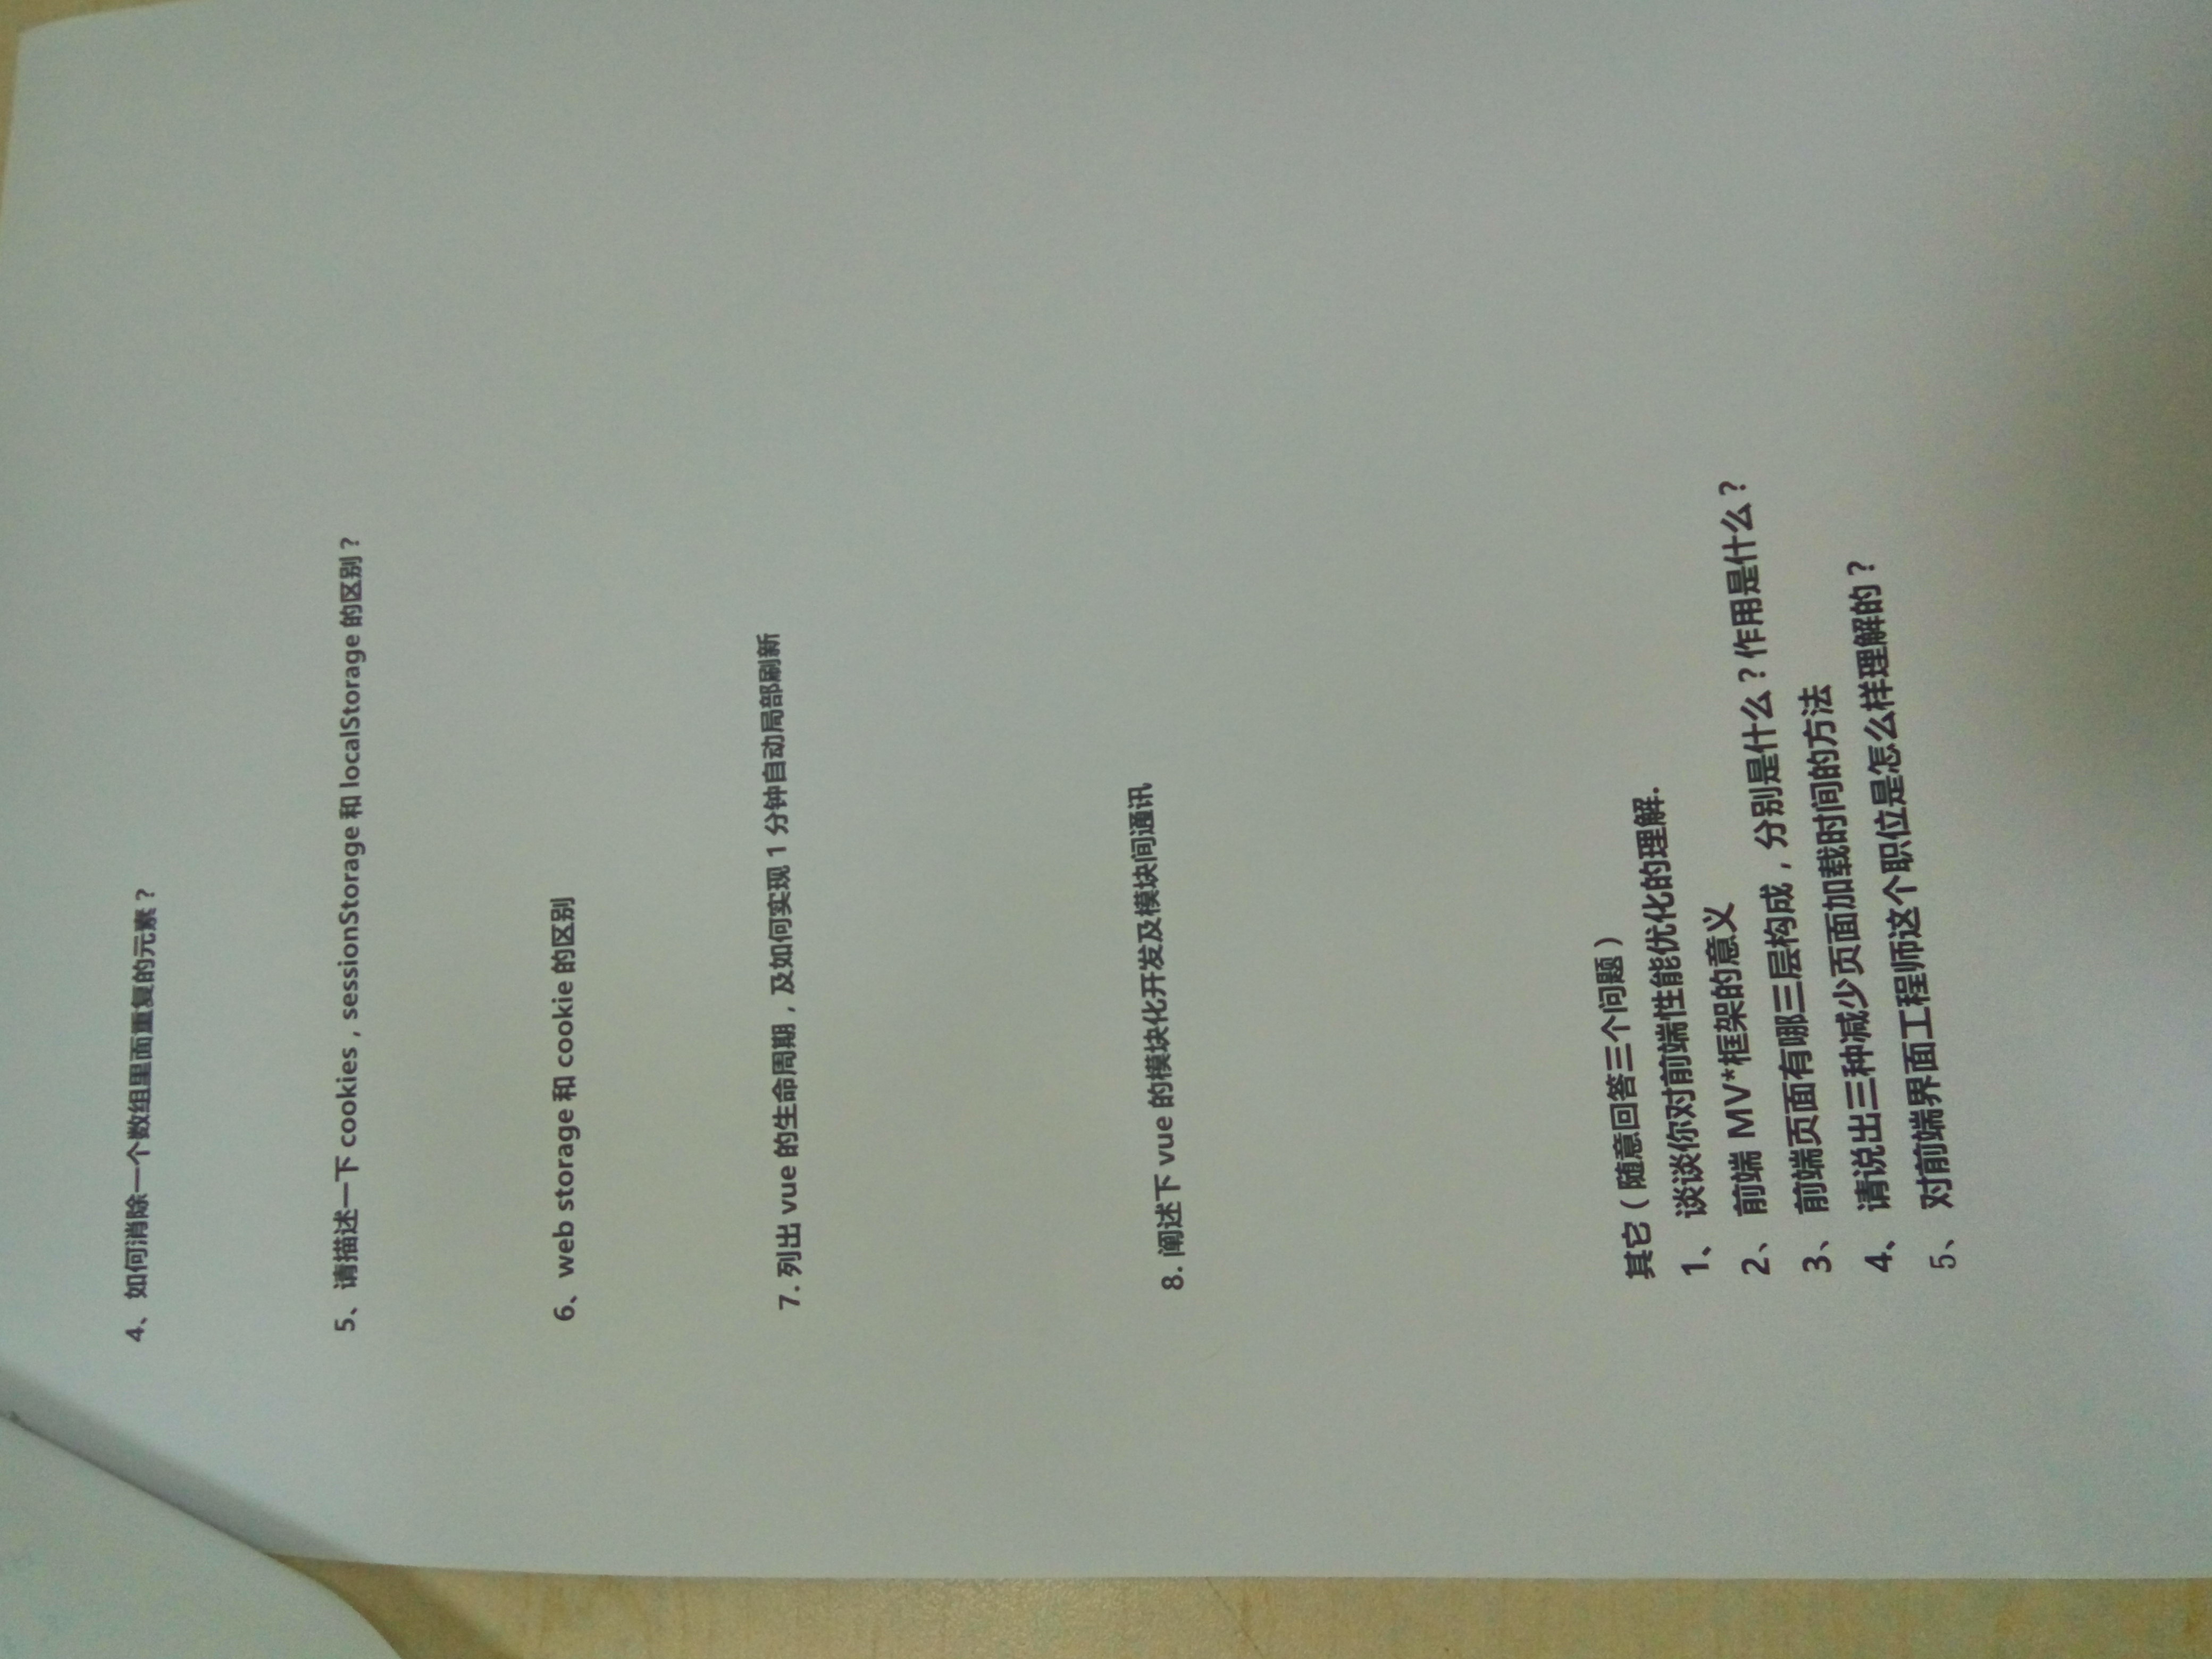 4、 如何消除一个数组里面重复的元素？
5、请描述一下 cookies，sessionStorage 和 localStorage 的区别？
6、web storage 和 cookie 的区别
7. 列出 vue 的生命周期，及如何实现 1 分钟自动局部刷新
8. 阐述下 vue 的模块化开发及模块间通讯
其它（随意回答三个问题）
1、 谈谈你对前端性能优化的理解.
2、 前端 MV*框架的意义
3、 前端页面有哪三层构成，分别是什么？作用是什么？
4、 请说出三种减少页面加载时间的方法
5、 对前端界面工程师这个职位是怎么样理解的？